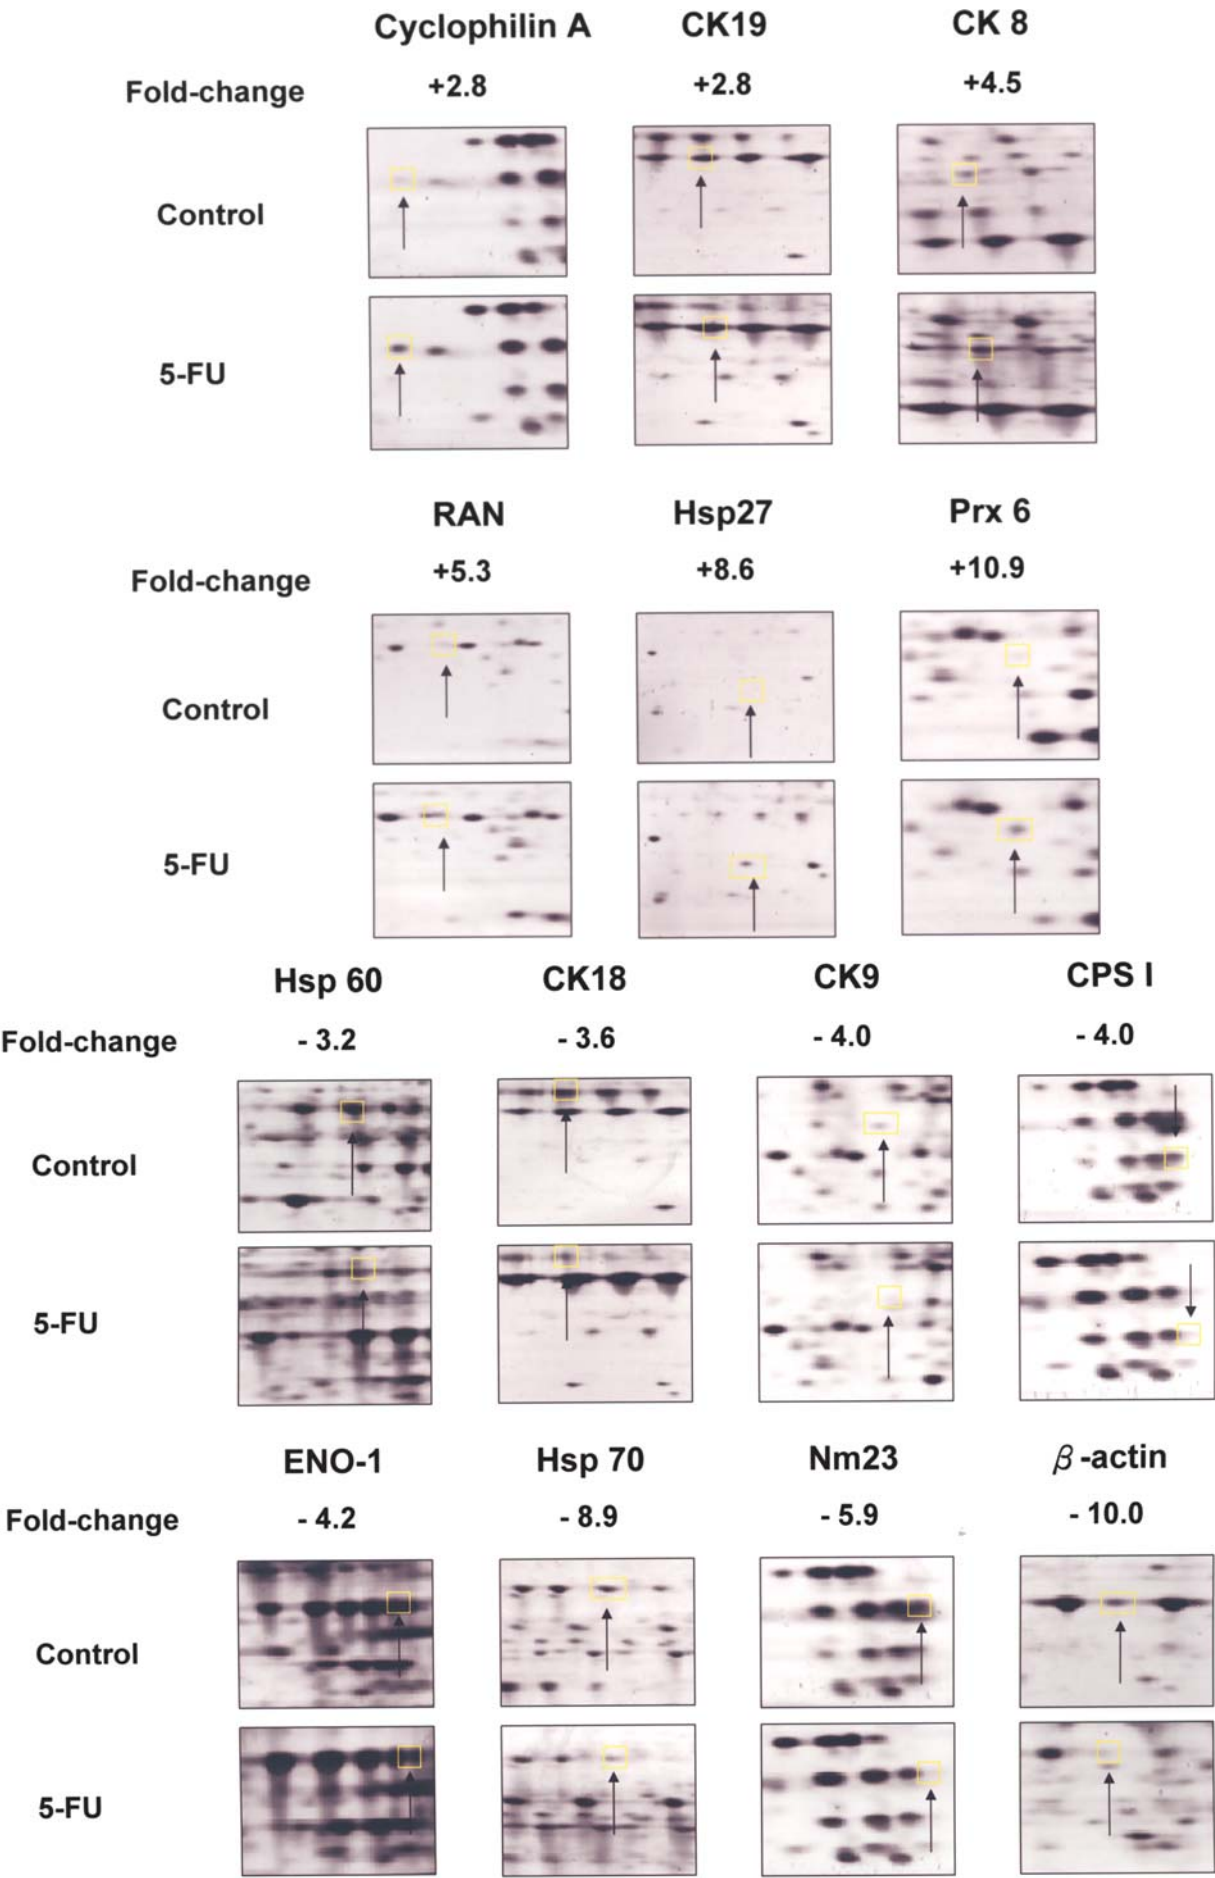 Cyclophilin A CK19 CK 8
Fold-change +2.8 +2.8 +4.5
Control
5-FU
RAN Hsp27 Prx 6
Fold-change +5.3 +8.6 +10.9
Control
5-FU
Hsp 60 CK18 CK9 CPS I
Fold-change - 3.2 - 3.6 - 4.0 - 4.0
Control
5-FU
ENO-1 Hsp 70 Nm23 β-actin
Fold-change - 4.2 - 8.9 - 5.9 - 10.0
Control
5-FU